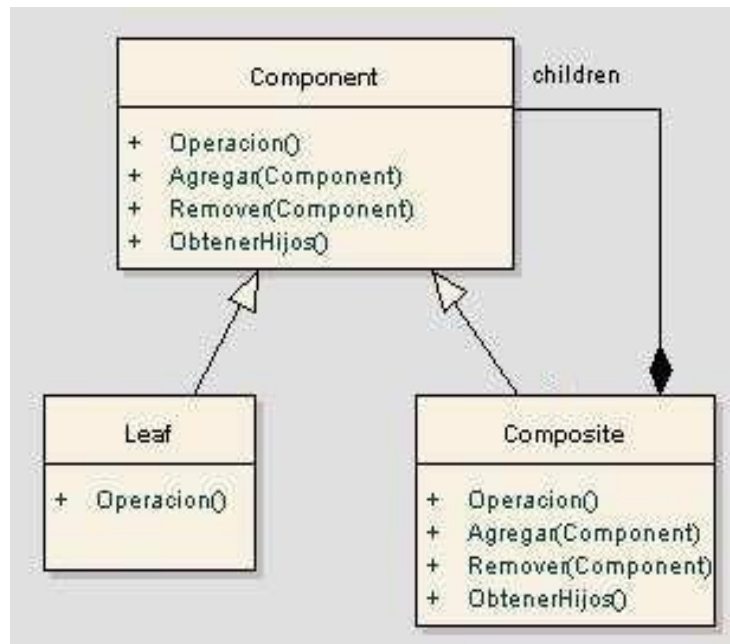 Component
children
+ Operacion()
+ Agregar(Component)
+ Remover(Component)
+ ObtenerHijos()
Leaf
+ Operacion()
Composite
+ Operacion()
+ Agregar(Component)
+ Remover(Component)
+ ObtenerHijos()